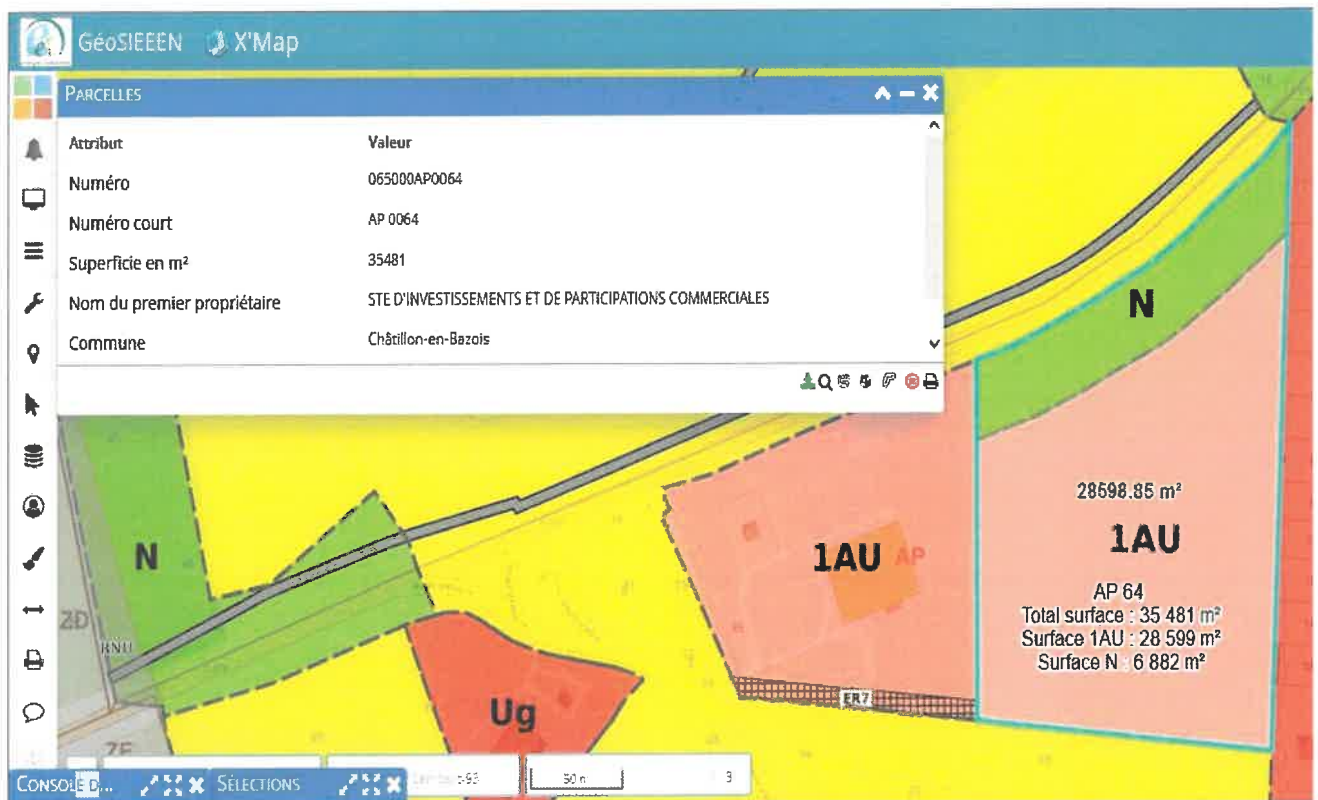 GéoSIEEEN X'Map
PARCELLES
Attribut Valeur
Numéro 065000AP0064
Numéro court AP 0064
Superficie en m² 35481
Nom du premier propriétaire STE D'INVESTISSEMENTS ET DE PARTICIPATIONS COMMERCIALES
Commune Châtillon-en-Bazois
N
28598.85 m²
1AU
AP 64
Total surface : 35 481 m²
Surface 1AU : 28 599 m²
Surface N : 6 882 m²
1AU AP
N
ZD
RNU
ER7
Ug
ZE
50 m
3
CONSOLE D... SÉLECTIONS